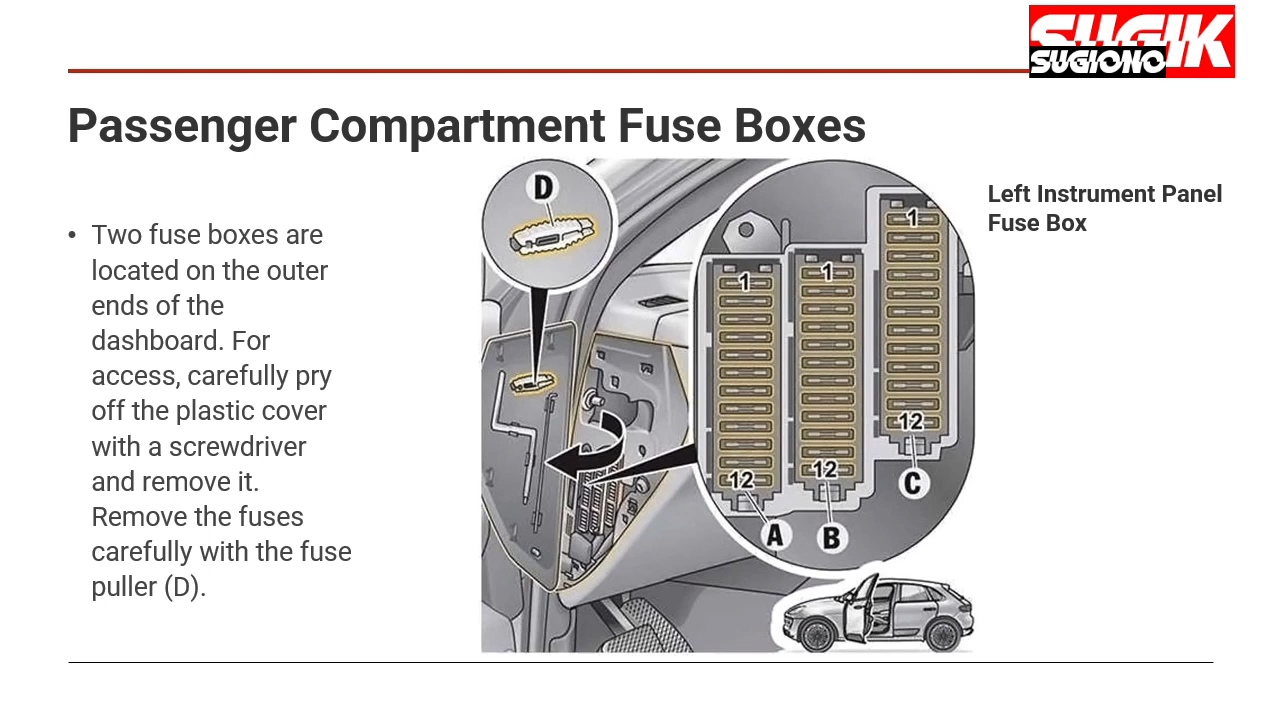 SUGIK
SUGIONO
Passenger Compartment Fuse Boxes
• Two fuse boxes are
located on the outer
ends of the
dashboard. For
access, carefully pry
off the plastic cover
with a screwdriver
and remove it.
Remove the fuses
carefully with the fuse
puller (D).
D
1
1
1
12
12
12
A
B
C
Left Instrument Panel
Fuse Box